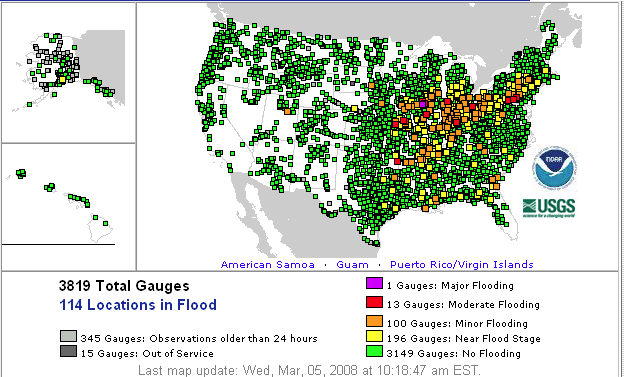 NOAA
USGS
science for a changing world
American Samoa · Guam · Puerto Rico/Virgin Islands
3819 Total Gauges
114 Locations in Flood
345 Gauges: Observations older than 24 hours
15 Gauges: Out of Service
1 Gauges: Major Flooding
13 Gauges: Moderate Flooding
100 Gauges: Minor Flooding
196 Gauges: Near Flood Stage
3149 Gauges: No Flooding
Last map update: Wed, Mar, 05, 2008 at 10:18:47 am EST.